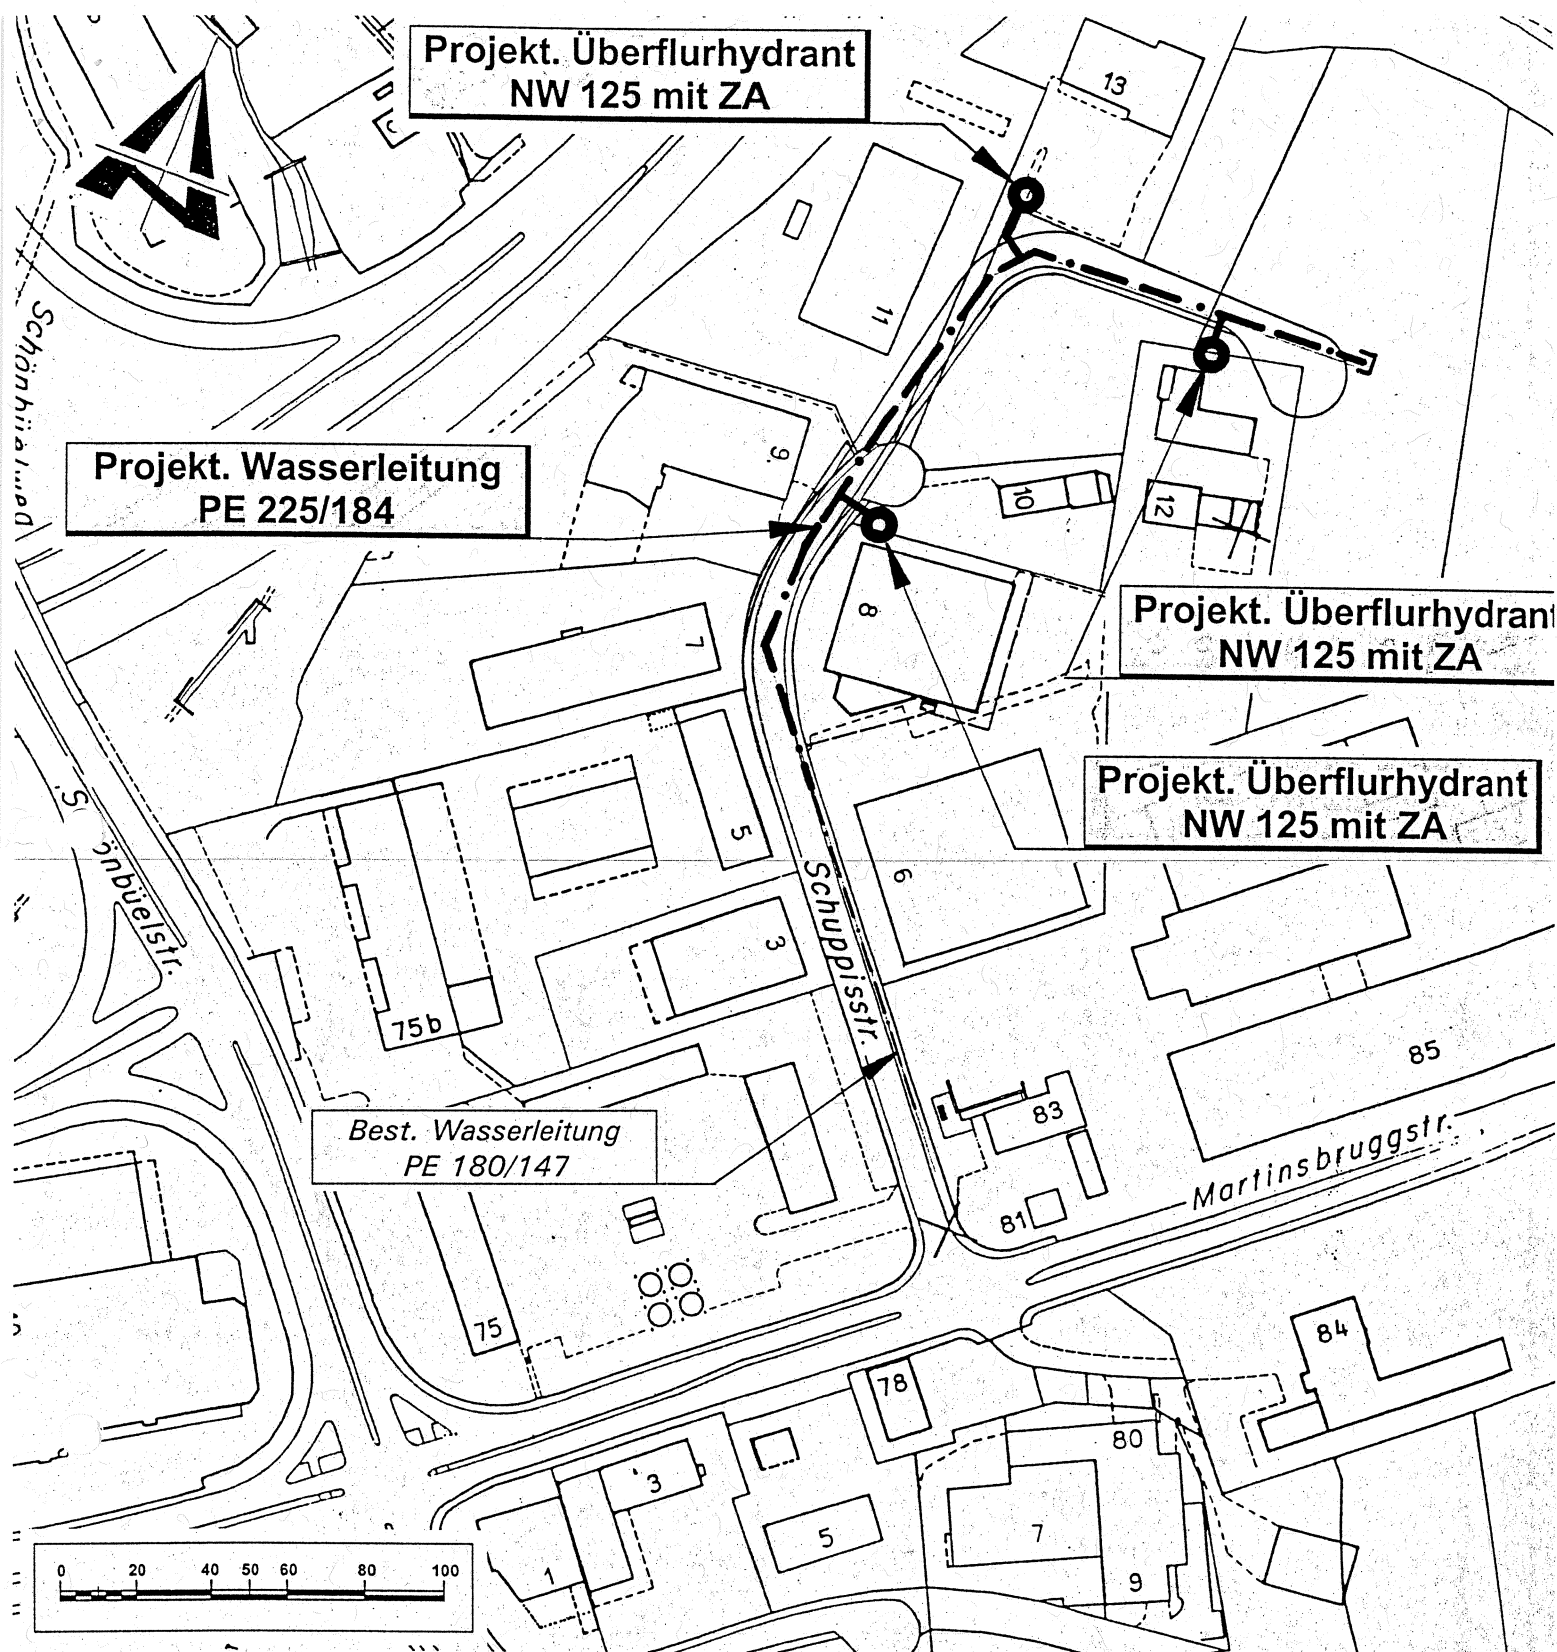 Projekt. Überflurhydrant
NW 125 mit ZA
13
11
9.
Projekt. Wasserleitung
PE 225/184
10
12
8
7
Projekt. Überflurhydrant
NW 125 mit ZA
Projekt. Überflurhydrant
NW 125 mit ZA
5
6
Schuppisstr.
3
75b
85
83
Best. Wasserleitung
PE 180/147
Martinsbruggstr.
81
75
84
78
80
3
5
7
1
9
0 20 40 50 60 80 100